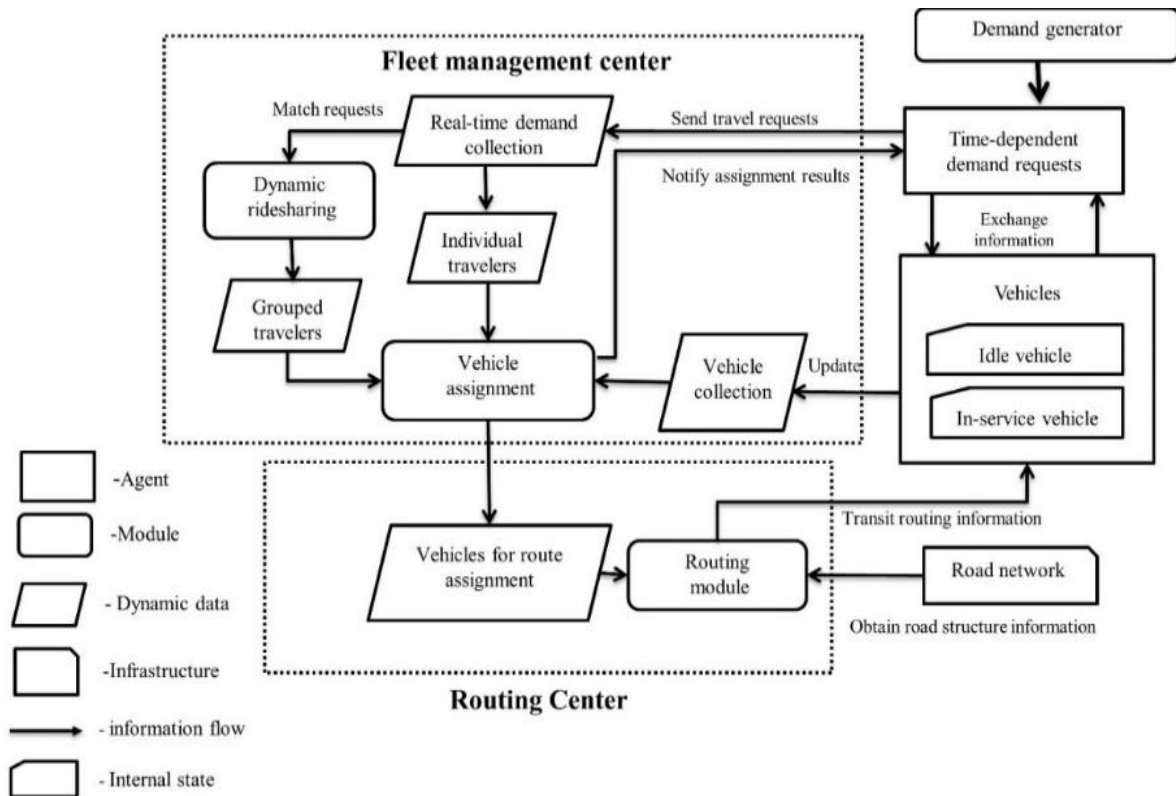 Demand generator
Fleet management center
Match requests
Real-time demand
collection
Send travel requests
Time-dependent
demand requests
Notify assignment results
Dynamic
ridesharing
Individual
travelers
Exchange
information
Grouped
travelers
Vehicles
Vehicle
assignment
Vehicle
collection
Update
Idle vehicle
In-service vehicle
-Agent
-Module
- Dynamic data
-Infrastructure
- information flow
- Internal state
Vehicles for route
assignment
Routing
module
Transit routing information
Road network
Obtain road structure information
Routing Center